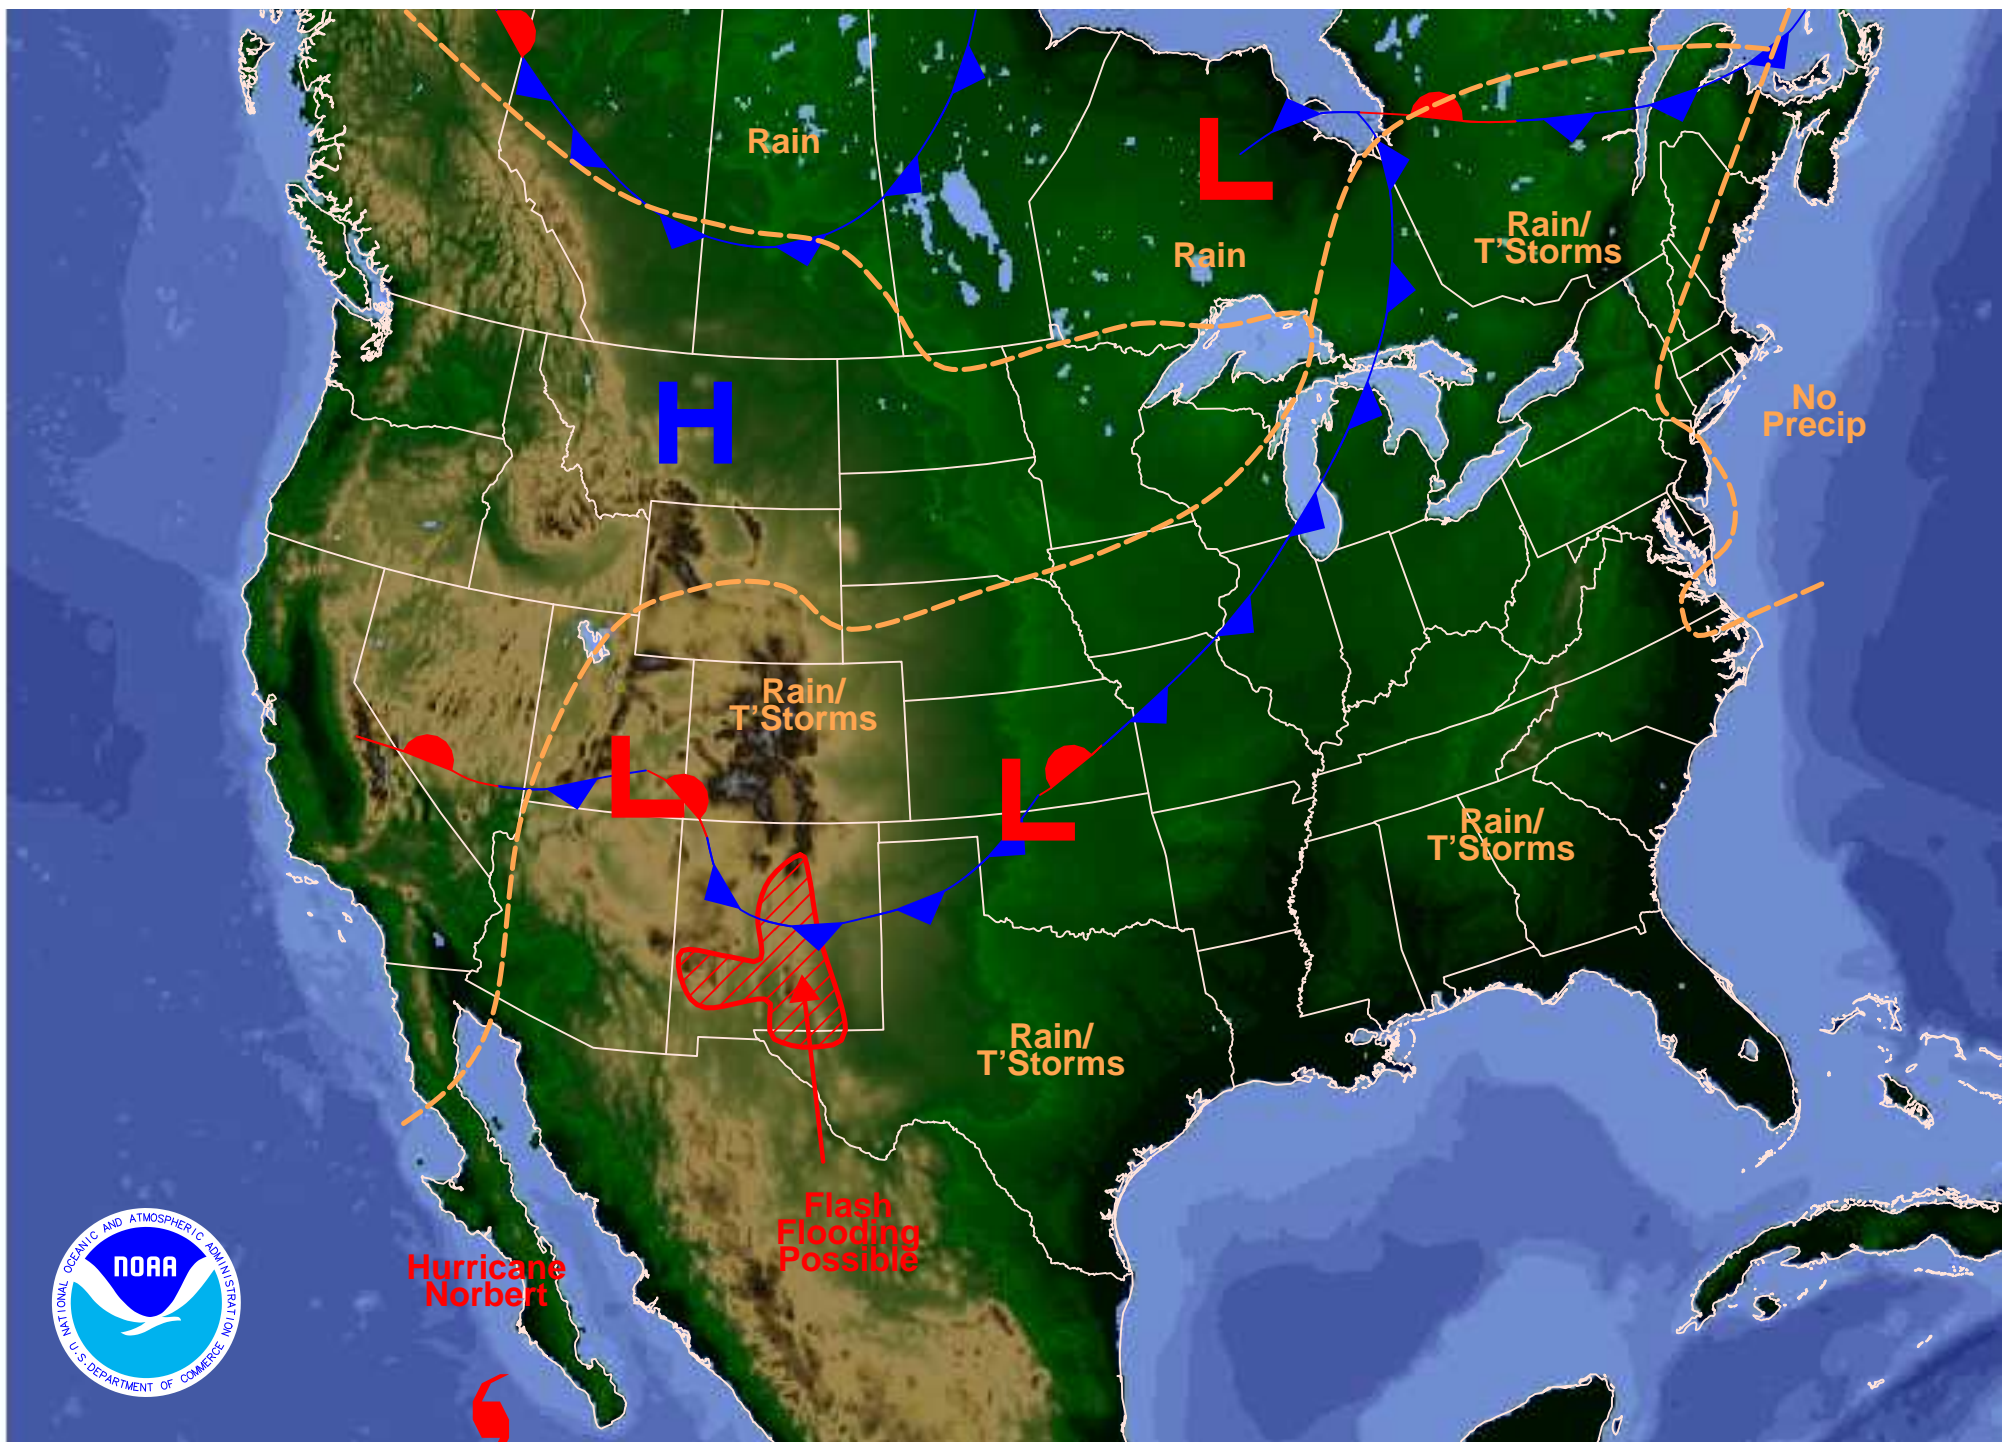 Rain
L
Rain/
T'Storms
Rain
H
No
Precip
Rain/
T'Storms
L
L
Rain/
T'Storms
Rain/
T'Storms
Flash
Flooding
Possible
Hurricane
Norbert
NATIONAL OCEANIC AND ATMOSPHERIC ADMINISTRATION
NOAA
U.S. DEPARTMENT OF COMMERCE